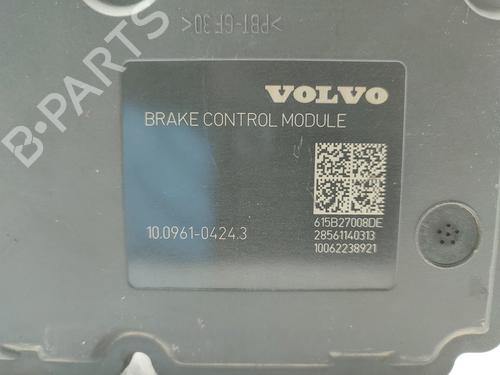 >PBT-GF30<
VOLVO
BRAKE CONTROL MODULE
615B27008DE
28561140313
10062238921
10.0961-0424.3
B-PARTS